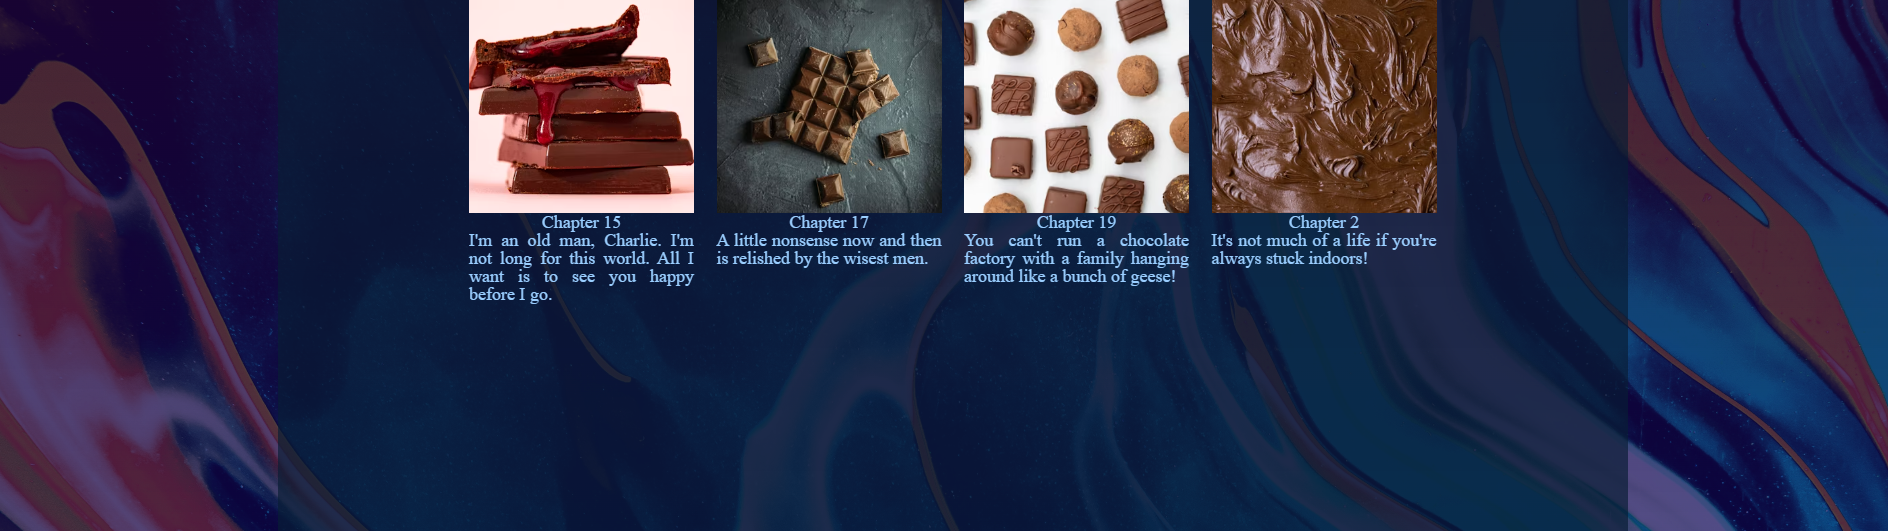 Chapter 15
I'm an old man, Charlie. I'm
not long for this world. All I
want is to see you happy
before I go.
Chapter 17
A little nonsense now and then
is relished by the wisest men.
Chapter 19
You can't run a chocolate
factory with a family hanging
around like a bunch of geese!
Chapter 2
It's not much of a life if you're
always stuck indoors!